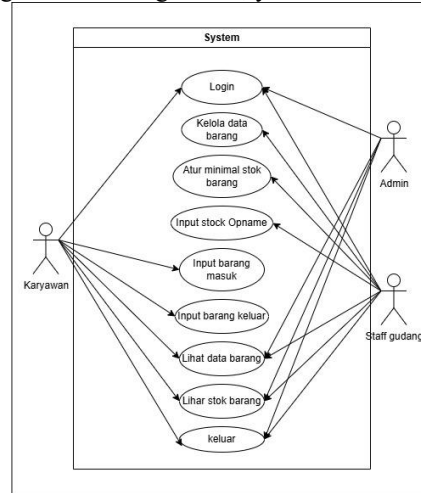 System
Login
Kelola data
barang
Atur minimal stok
barang
Admin
Input stock Opname
Input barang
masuk
Karyawan
Input barang keluar
Staff gudang
Lihat data barang
Lihar stok barang
keluar